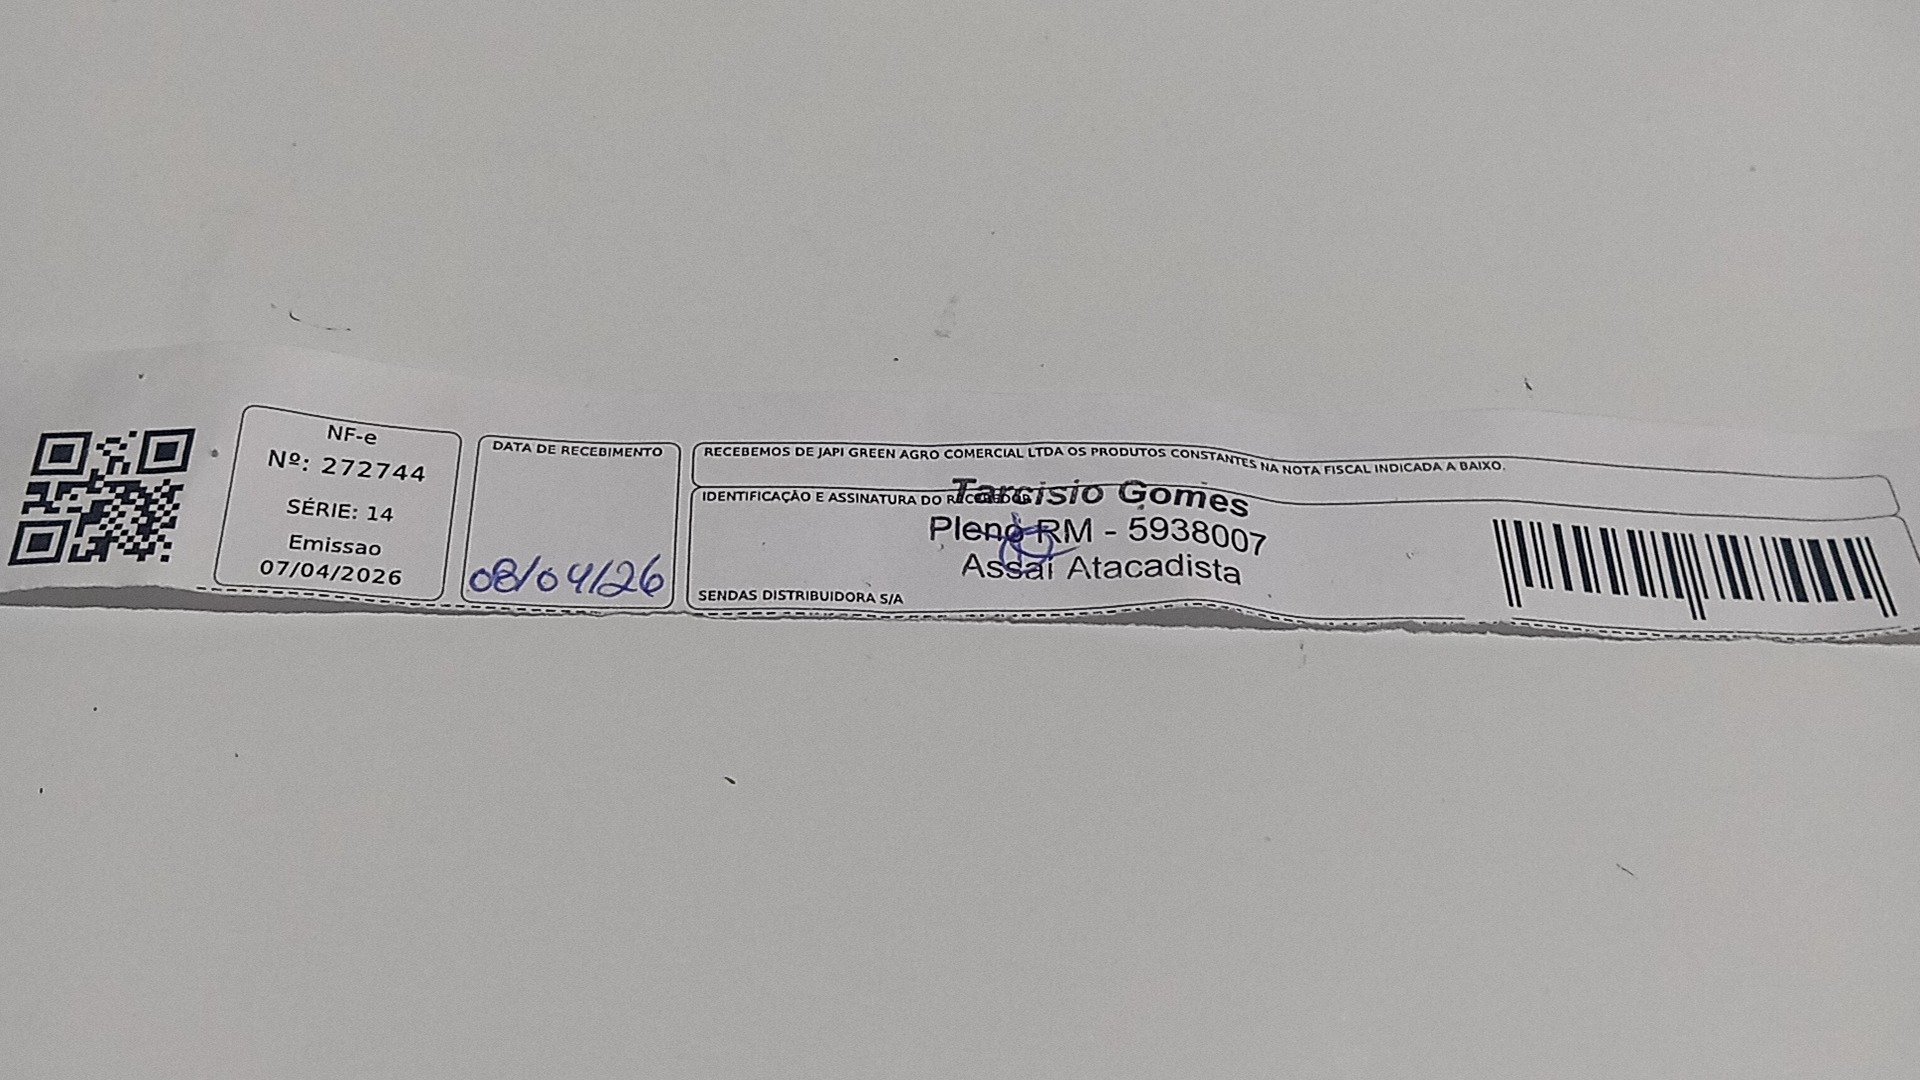 NF-e
Nº: 272744
SÉRIE: 14
Emissao
07/04/2026
DATA DE RECEBIMENTO
08/04/26
RECEBEMOS DE JAPI GREEN AGRO COMERCIAL LTDA OS PRODUTOS CONSTANTES NA NOTA FISCAL INDICADA A BAIXO.
IDENTIFICAÇÃO E ASSINATURA DO RECEBEDOR
Tarcisio Gomes
Pleno RM - 5938007
Assaí Atacadista
SENDAS DISTRIBUIDORA S/A